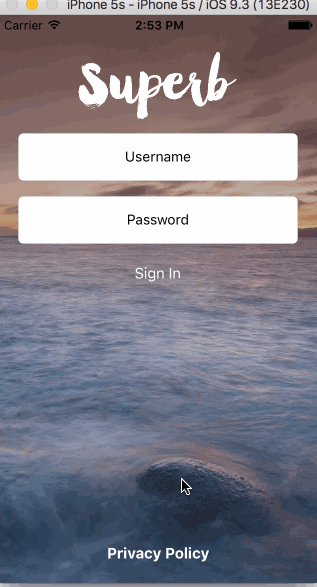 iPhone 5s - iPhone 5s / iOS 9.3 (13E230)
Carrier 2:53 PM
Superb
Username
Password
Sign In
Privacy Policy